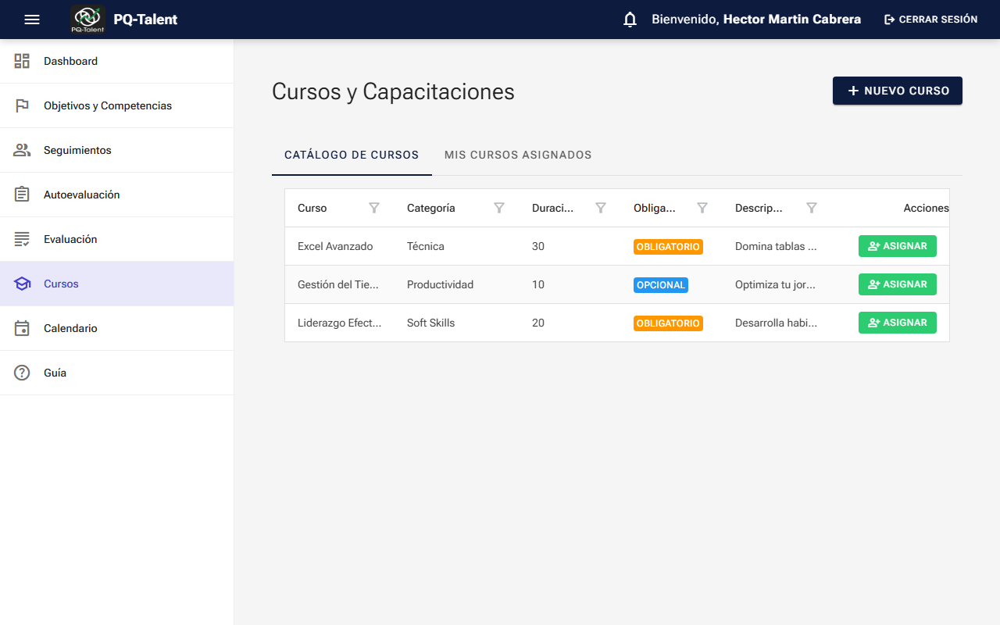 PQ-Talent
PQ-Talent
Bienvenido, Hector Martin Cabrera
CERRAR SESIÓN
Dashboard
Objetivos y Competencias
Seguimientos
Autoevaluación
Evaluación
Cursos
Calendario
Guía
Cursos y Capacitaciones
NUEVO CURSO
CATÁLOGO DE CURSOS
MIS CURSOS ASIGNADOS
Curso Categoría Duraci... Obliga... Descrip... Acciones
Excel Avanzado Técnica 30 OBLIGATORIO Domina tablas ... ASIGNAR
Gestión del Tie... Productividad 10 OPCIONAL Optimiza tu jor... ASIGNAR
Liderazgo Efect... Soft Skills 20 OBLIGATORIO Desarrolla habi... ASIGNAR